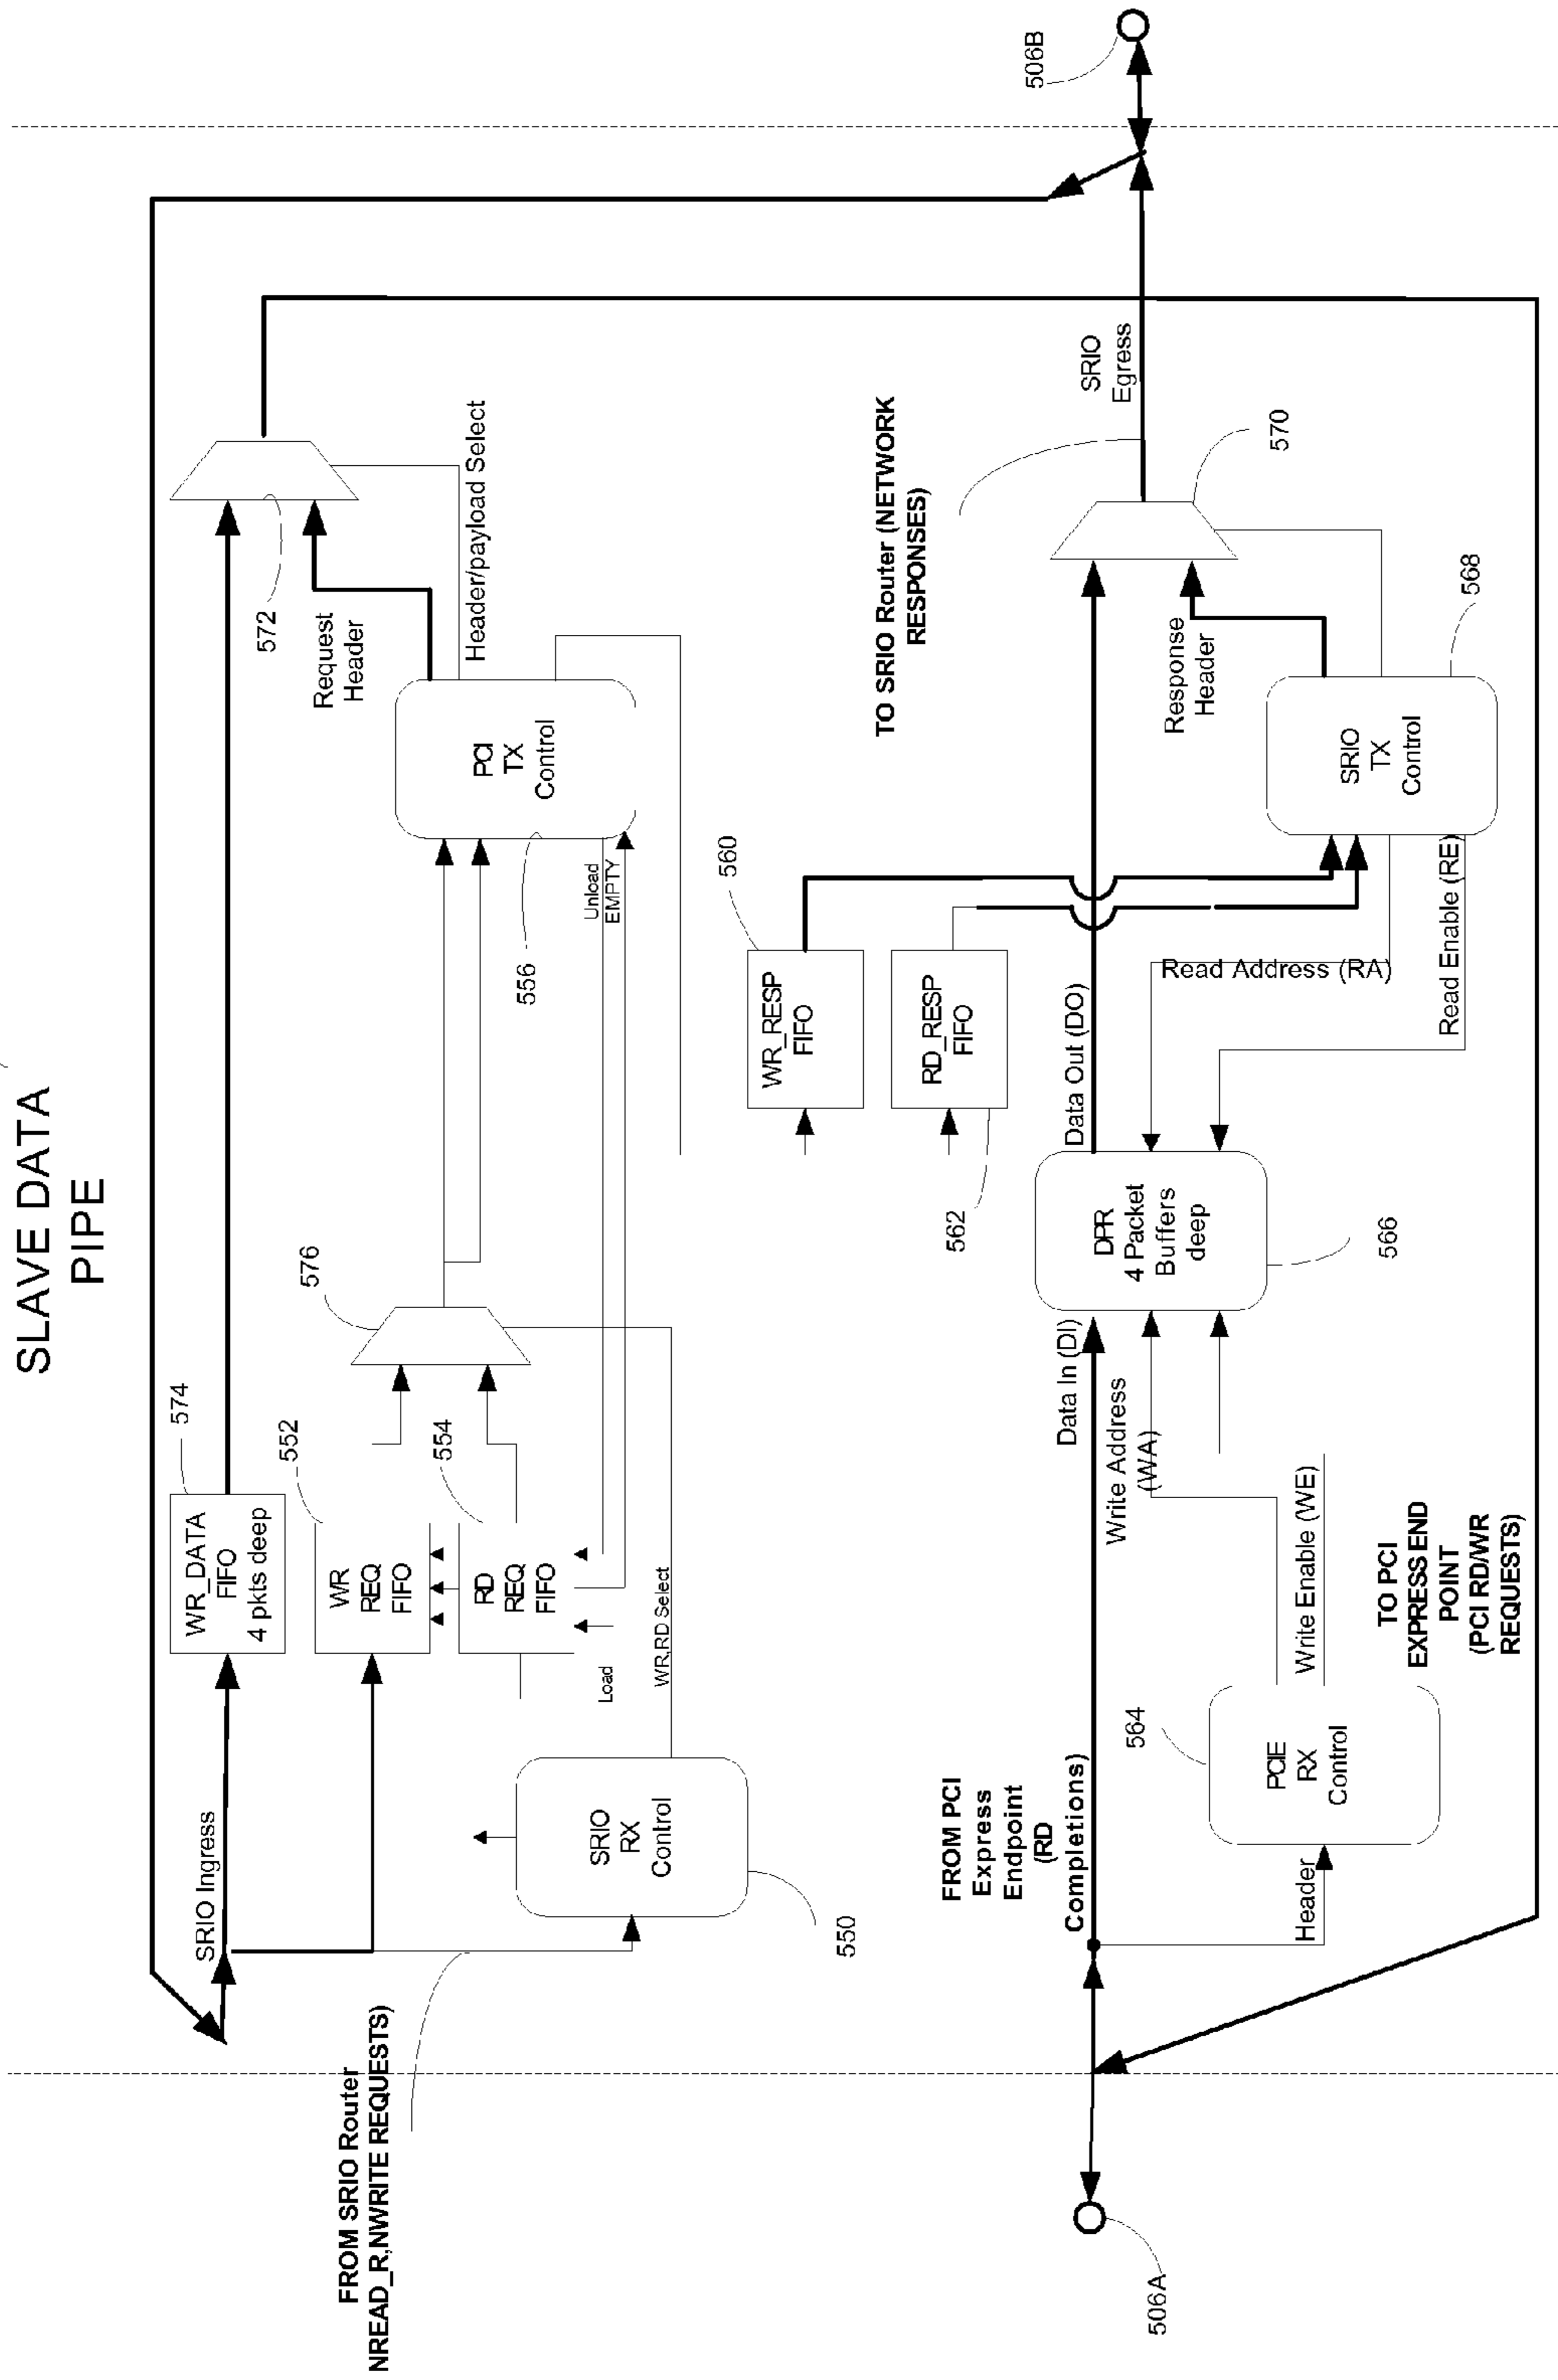 SLAVE DATA
PIPE
506B
574
WR_DATA
FIFO
4 pkts deep
SRIO Ingress
552
WR
REQ
FIFO
554
RD
REQ
FIFO
Load
WR,RD Select
576
SRIO
RX
Control
550
FROM SRIO Router
NREAD_R,NWRITE REQUESTS)
572
Request
Header
Header/payload Select
PCI
TX
Control
556
Unload
EMPTY
560
WR_RESP
FIFO
RD_RESP
FIFO
562
TO SRIO Router (NETWORK
RESPONSES)
SRIO
Egress
570
Response
Header
568
SRIO
TX
Control
Read Address (RA)
Read Enable (RE)
Data Out (DO)
DPR
4 Packet
Buffers
deep
566
Data In (DI)
Write Address
(WA)
Write Enable (WE)
FROM PCI
Express
Endpoint
(RD
Completions)
564
PCIE
RX
Control
Header
TO PCI
EXPRESS END
POINT
(PCI RD/WR
REQUESTS)
506A